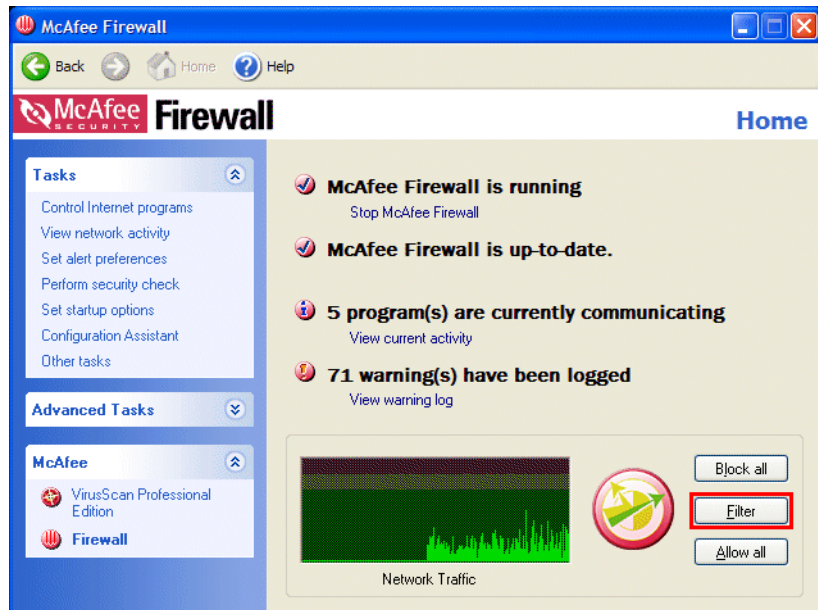 McAfee Firewall
Back
Home
Help
McAfee SECURITY Firewall
Home
Tasks
Control Internet programs
View network activity
Set alert preferences
Perform security check
Set startup options
Configuration Assistant
Other tasks
Advanced Tasks
McAfee
VirusScan Professional
Edition
Firewall
McAfee Firewall is running
Stop McAfee Firewall
McAfee Firewall is up-to-date.
5 program(s) are currently communicating
View current activity
71 warning(s) have been logged
View warning log
Network Traffic
Block all
Filter
Allow all